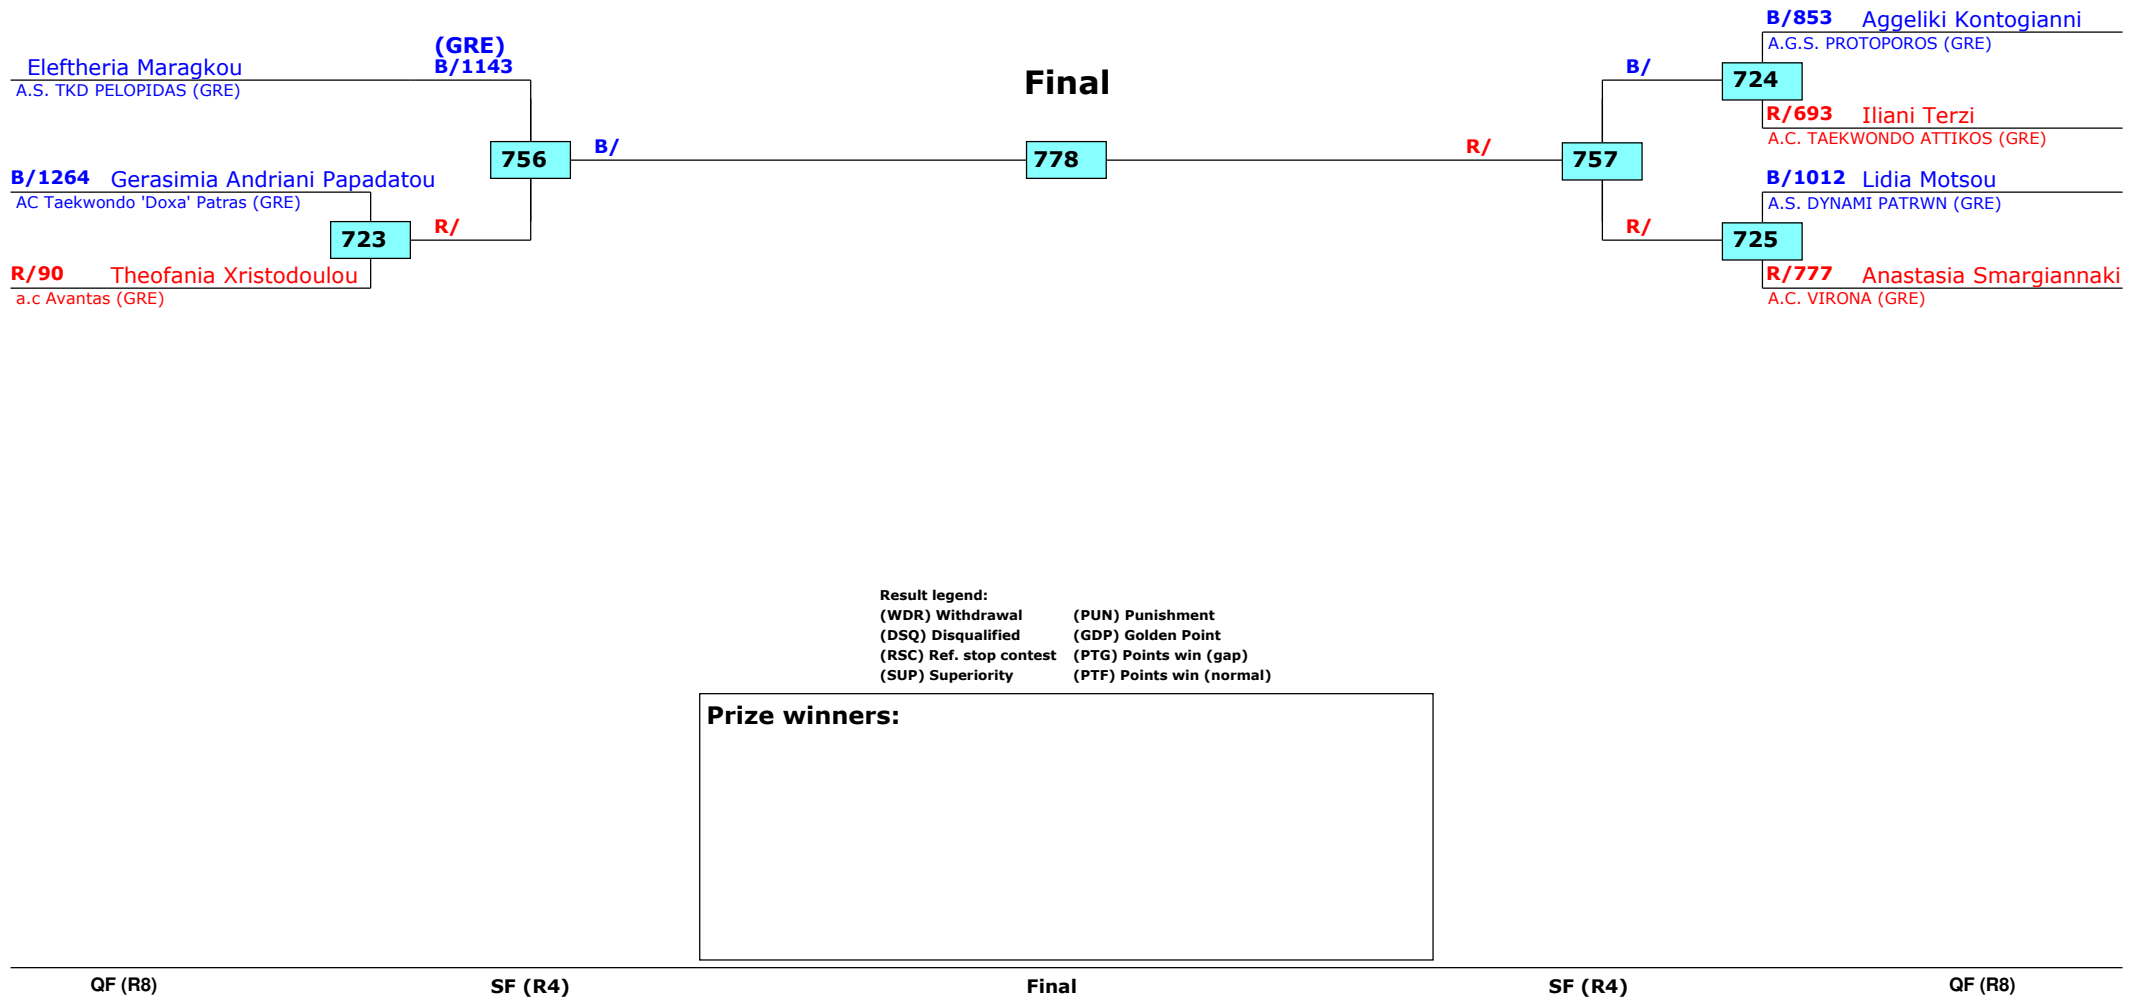 (GRE)
Eleftheria Maragkou B/1143
A.S. TKD PELOPIDAS (GRE)
756
B/
B/1264 Gerasimia Andriani Papadatou
AC Taekwondo 'Doxa' Patras (GRE)
723
R/
R/90 Theofania Xristodoulou
a.c Avantas (GRE)
Final
778
B/853 Aggeliki Kontogianni
A.G.S. PROTOPOROS (GRE)
B/
724
R/693 Iliani Terzi
A.C. TAEKWONDO ATTIKOS (GRE)
R/
757
B/1012 Lidia Motsou
A.S. DYNAMI PATRWN (GRE)
R/
725
R/777 Anastasia Smargiannaki
A.C. VIRONA (GRE)
Result legend:
(WDR) Withdrawal (PUN) Punishment
(DSQ) Disqualified (GDP) Golden Point
(RSC) Ref. stop contest (PTG) Points win (gap)
(SUP) Superiority (PTF) Points win (normal)
Prize winners:
QF (R8) SF (R4) Final SF (R4) QF (R8)